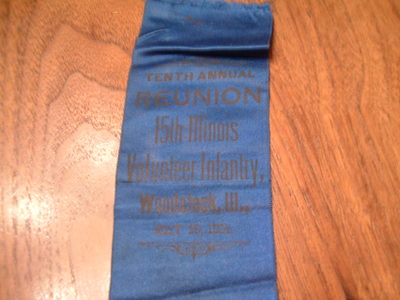 TENTH ANNUAL
REUNION
15th Illinois
Volunteer Infantry,
Woodstock, Ill.,